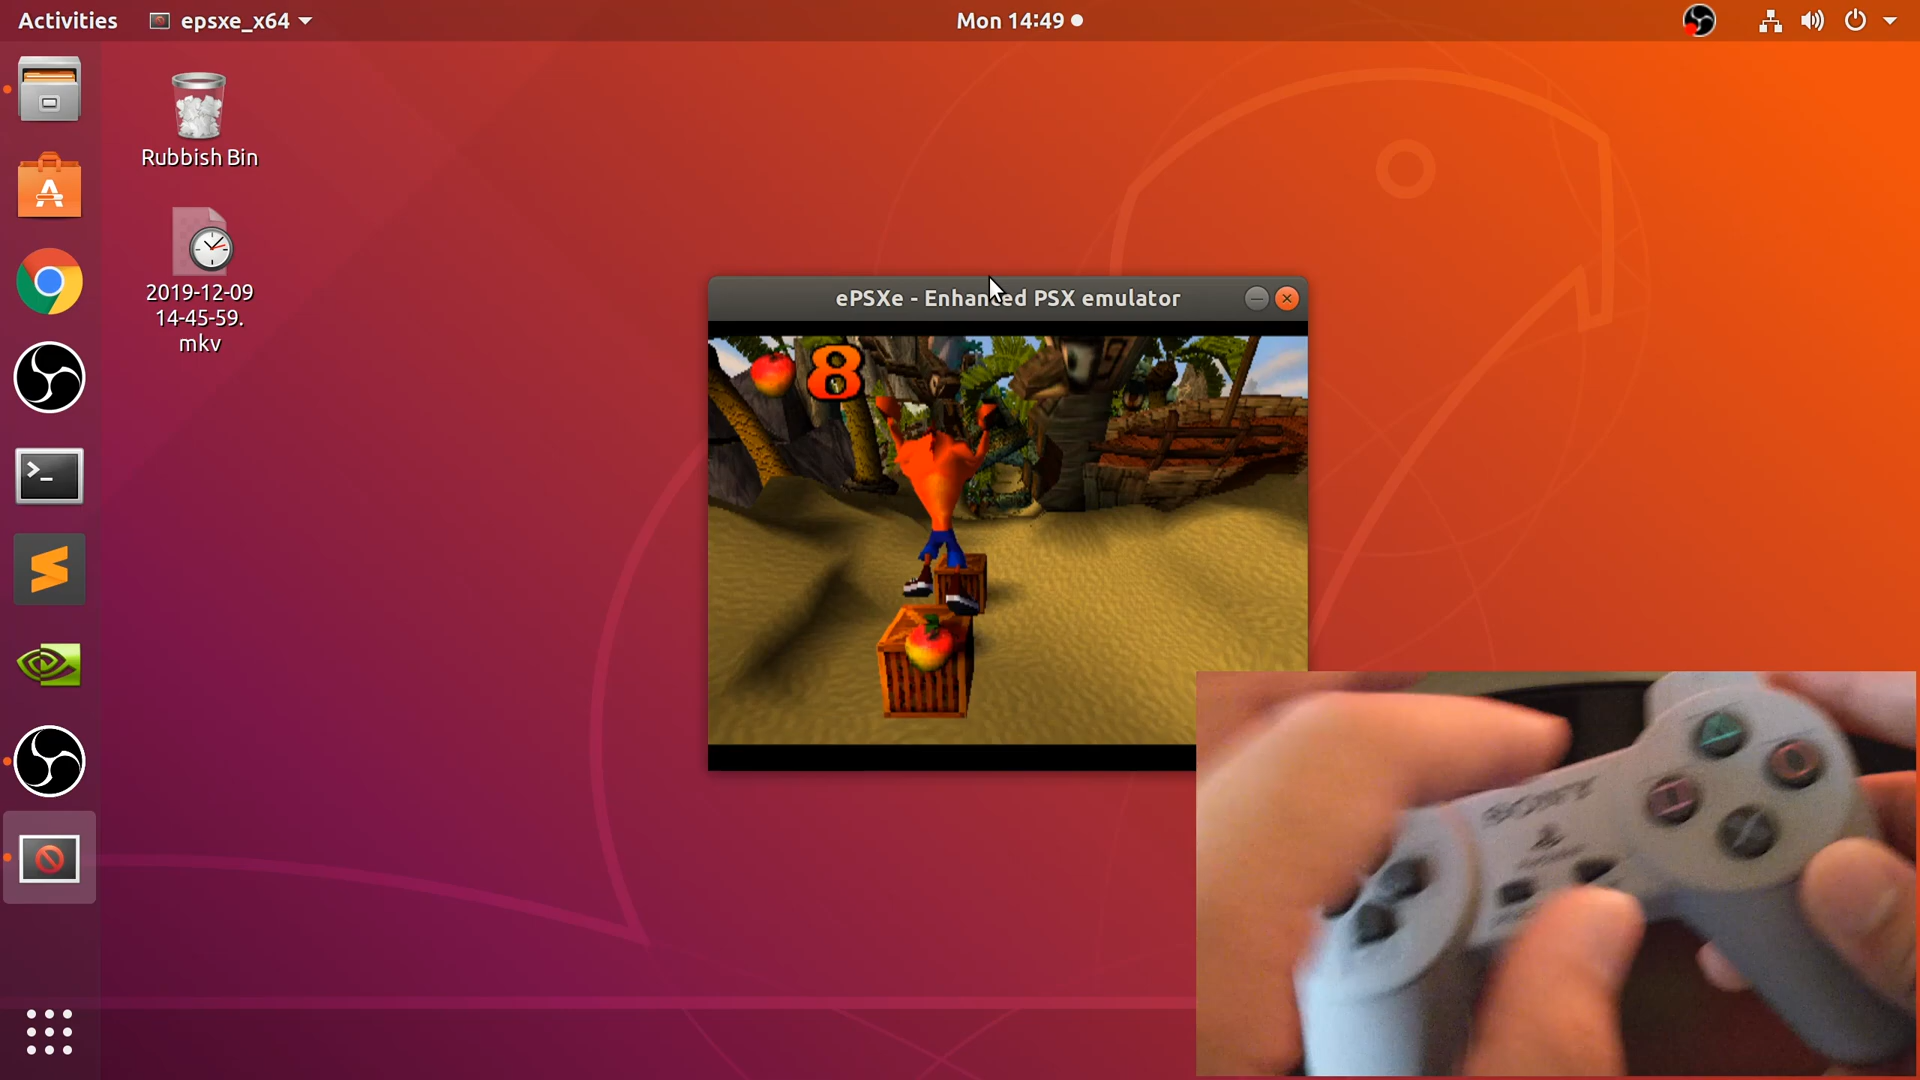 Activities
epsxe_x64
Mon 14:49
Rubbish Bin
2019-12-09
14-45-59.
mkv
ePSXe - Enhanced PSX emulator
8
SONY